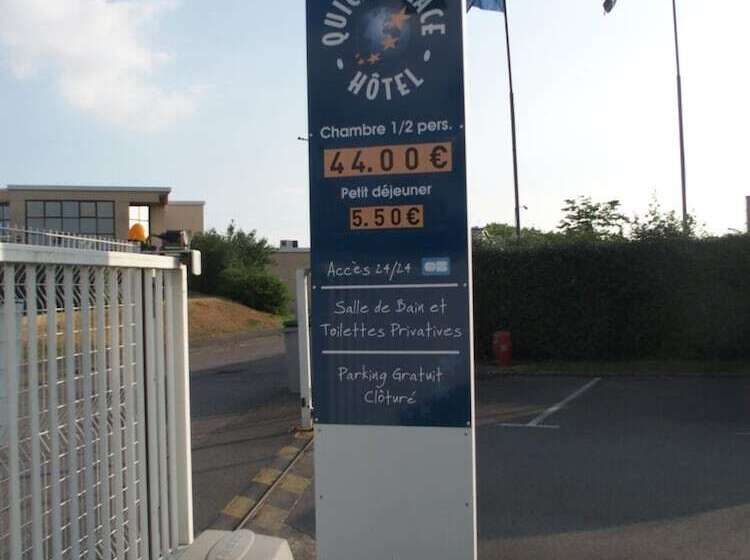 HÔTEL
Chambre 1/2 pers.
44.00€
Petit déjeuner
5.50€
Accès 24/24 CB
Salle de Bain et
Toilettes Privatives
Parking Gratuit
Clôturé